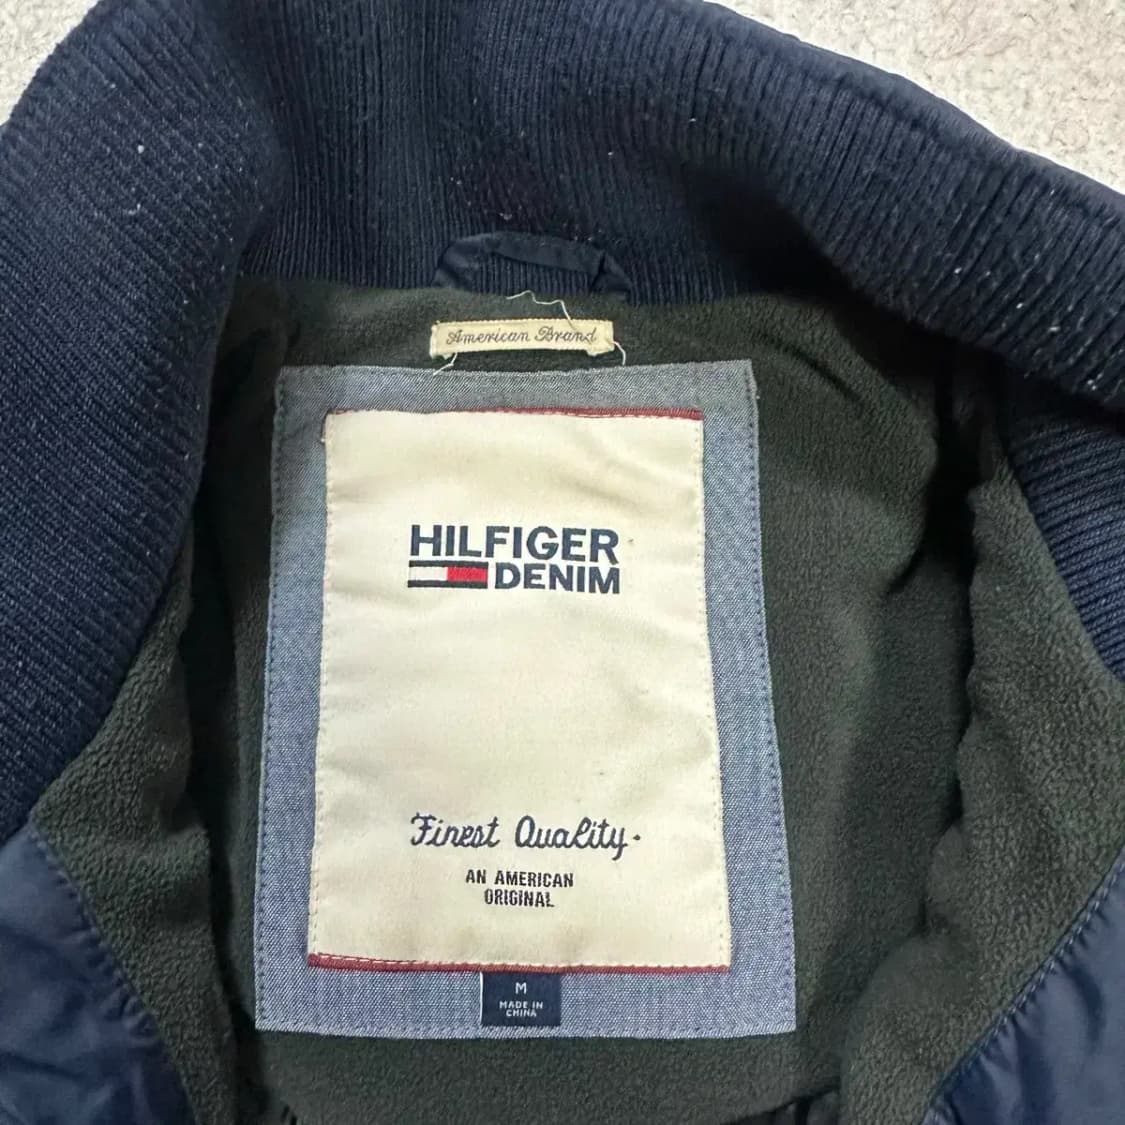 American Brand
HILFIGER
DENIM
Finest Quality.
AN AMERICAN
ORIGINAL
M
MADE IN
CHINA